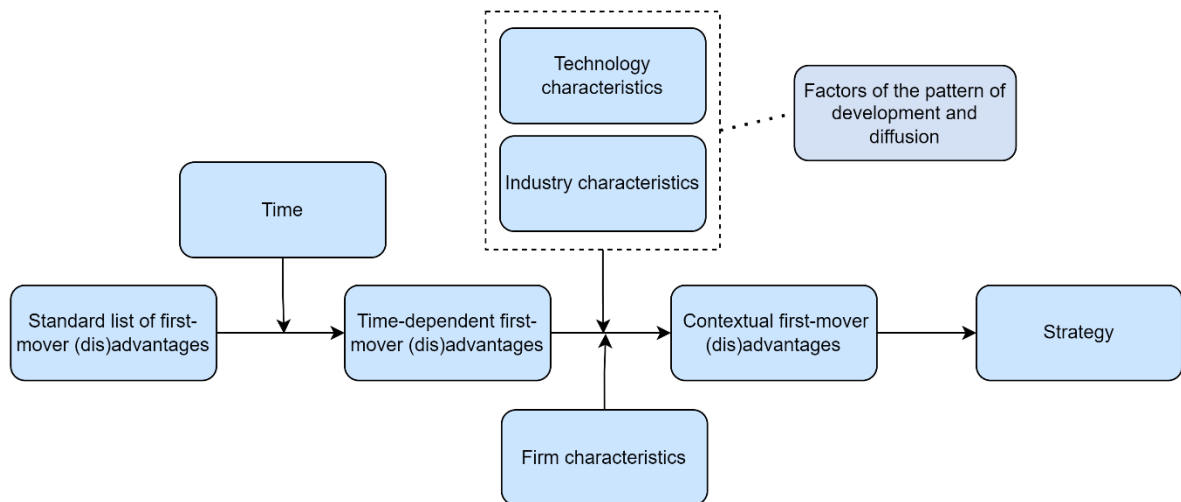 Technology
characteristics
Factors of the pattern of
development and
diffusion
Industry characteristics
Time
Standard list of first-
mover (dis)advantages
Time-dependent first-
mover (dis)advantages
Contextual first-mover
(dis)advantages
Strategy
Firm characteristics